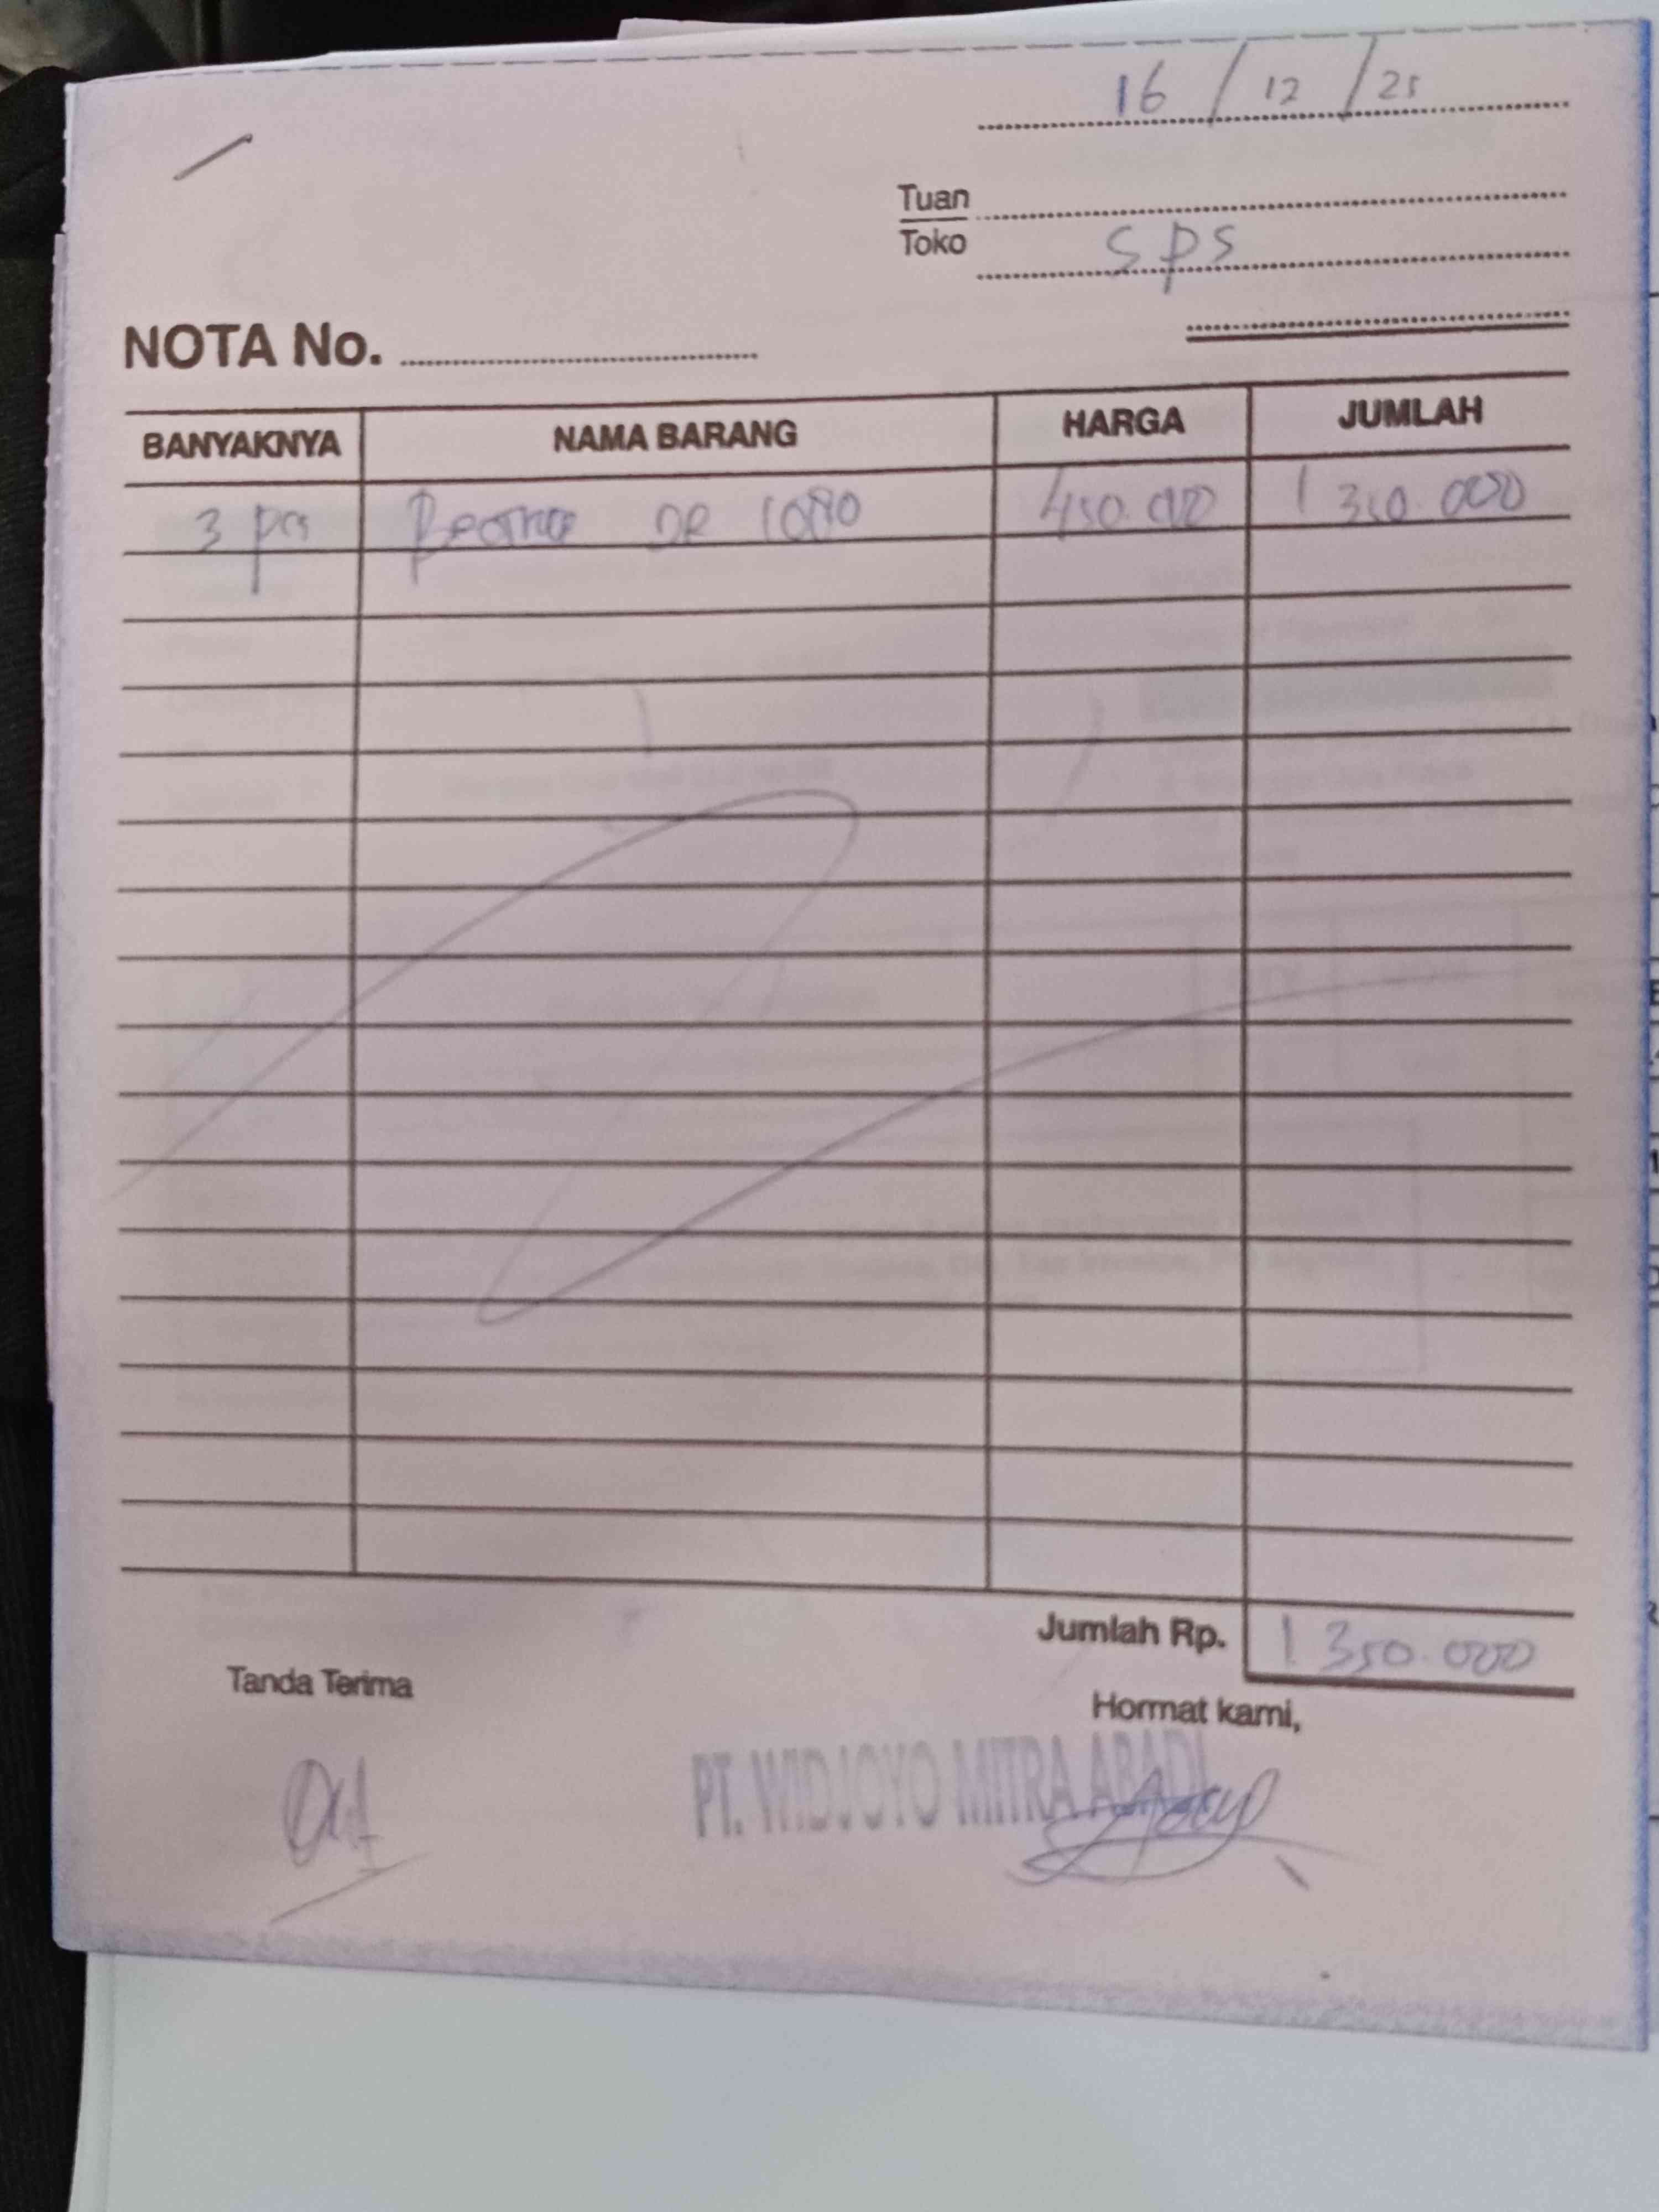 16 / 12 / 25
Tuan
Toko SPS
NOTA No.
BANYAKNYA NAMA BARANG HARGA JUMLAH
3 pcs DR 450.000 1 350.000
Jumlah Rp. 1 350.000
Tanda Terima
Hormat kami,
PT. WIDJOYO MITRA ABADI